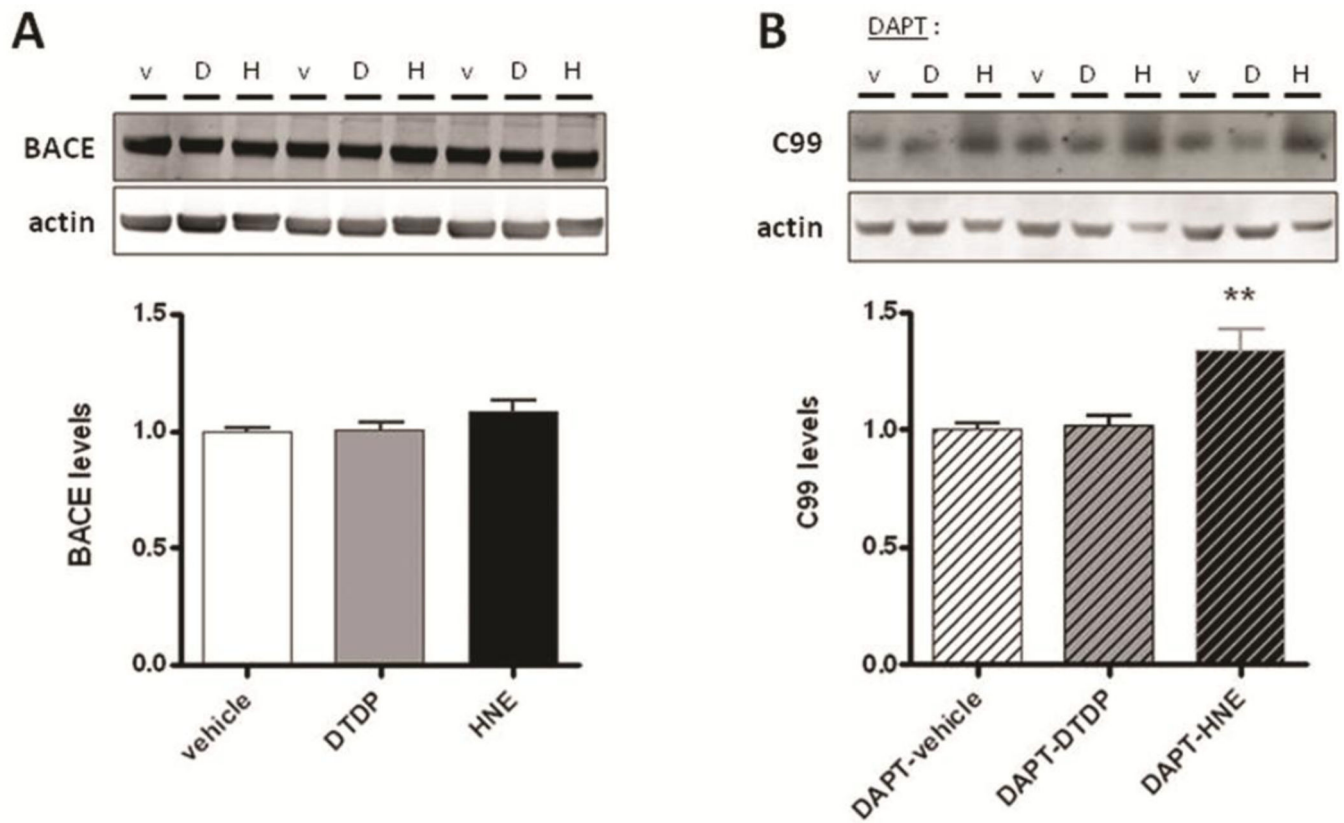 A
v D H v D H v D H
BACE
actin
1.5
1.0
0.5
0.0
BACE levels
vehicle
DTDP
HNE
B
DAPT :
v D H v D H v D H
C99
actin
**
1.5
1.0
0.5
0.0
C99 levels
DAPT-vehicle
DAPT-DTDP
DAPT-HNE